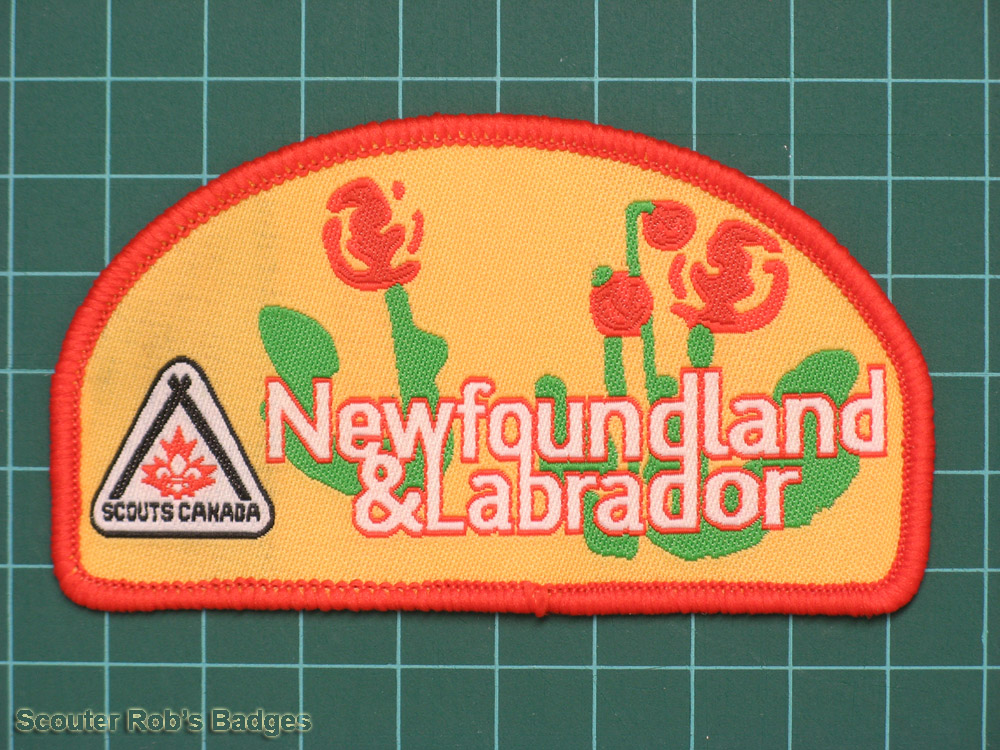 SCOUTS CANADA
Newfoundland
&Labrador
Scouter Rob's Badges